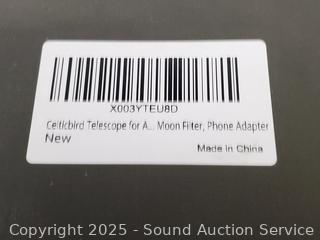 X003YTEU8D
Celticbird Telescope for A... Moon Filter, Phone Adapter
New
Made in China
Copyright 2025 - Sound Auction Service